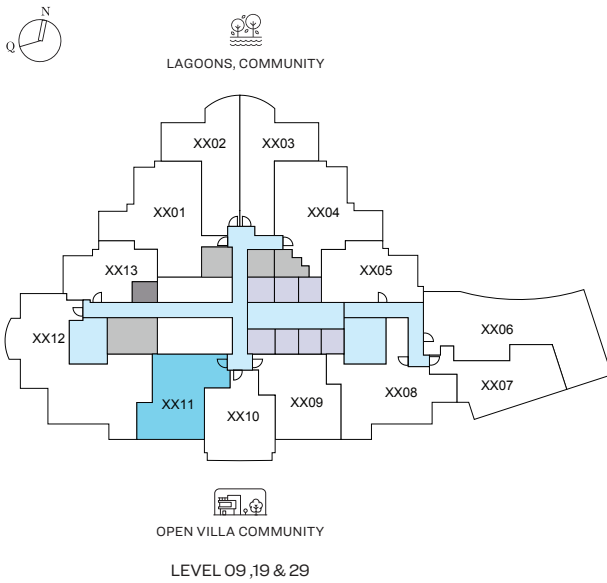 N
Q
LAGOONS, COMMUNITY
XX02 XX03
XX01 XX04
XX13 XX05
XX12 XX06
XX11 XX10 XX09 XX08 XX07
OPEN VILLA COMMUNITY
LEVEL 09 ,19 & 29